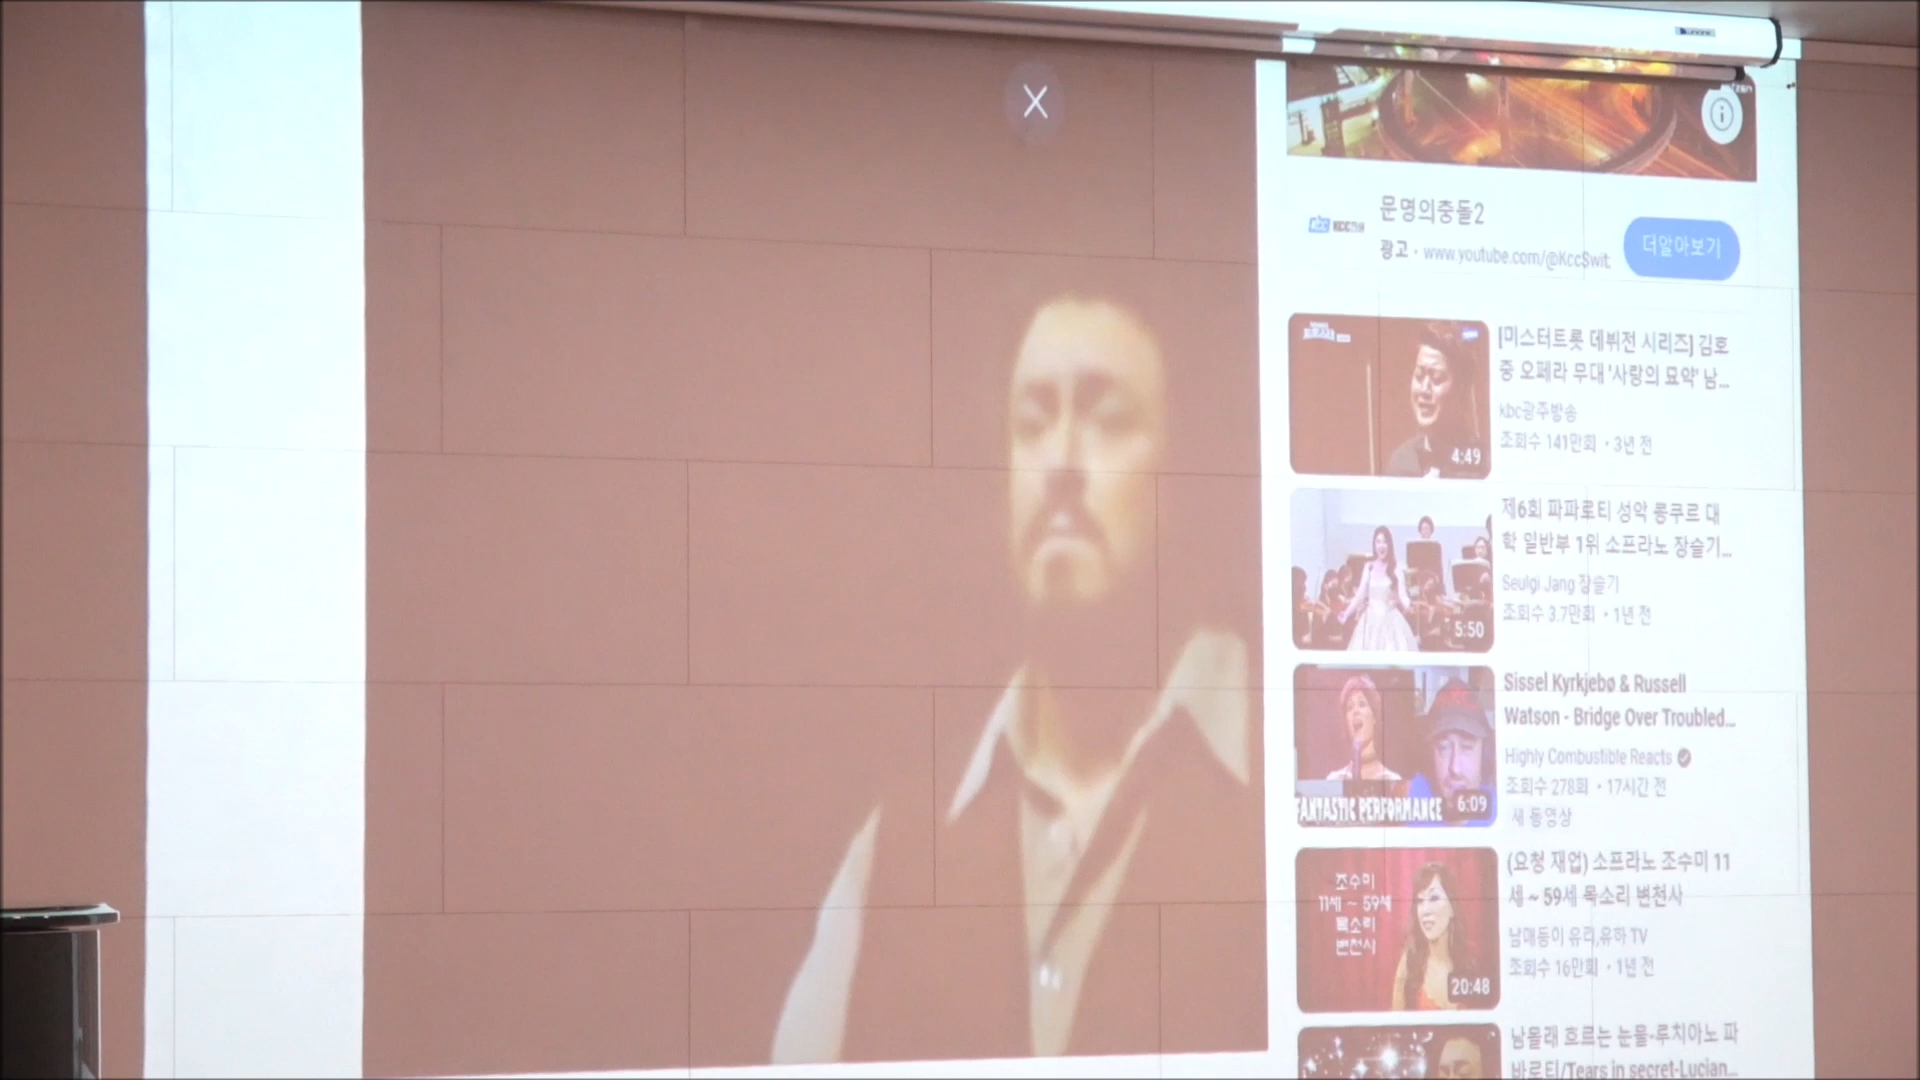 문명의충돌2
광고 · www.youtube.com/@KccSwit
더알아보기
[미스터트롯 데뷔전 시리즈] 김호
중 오페라 무대 '사랑의 묘약' 남...
kbc광주방송
조회수 141만회 · 3년 전
4:49
제6회 파파로티 성악 콩쿠르 대
학 일반부 1위 소프라노 장슬기...
Seulgi Jang 장슬기
조회수 3.7만회 · 1년 전
5:50
Sissel Kyrkjebø & Russell
Watson - Bridge Over Troubled...
Highly Combustible Reacts
조회수 278회 · 17시간 전
새 동영상
FANTASTIC PERFORMANCE
6:09
(요청 재업) 소프라노 조수미 11
세 ~ 59세 목소리 변천사
남매둥이 유리,유하 TV
조회수 16만회 · 1년 전
조수미
11세 ~ 59세
목소리
변천사
20:48
남몰래 흐르는 눈물-루치아노 파
바로티/Tears in secret-Lucian...